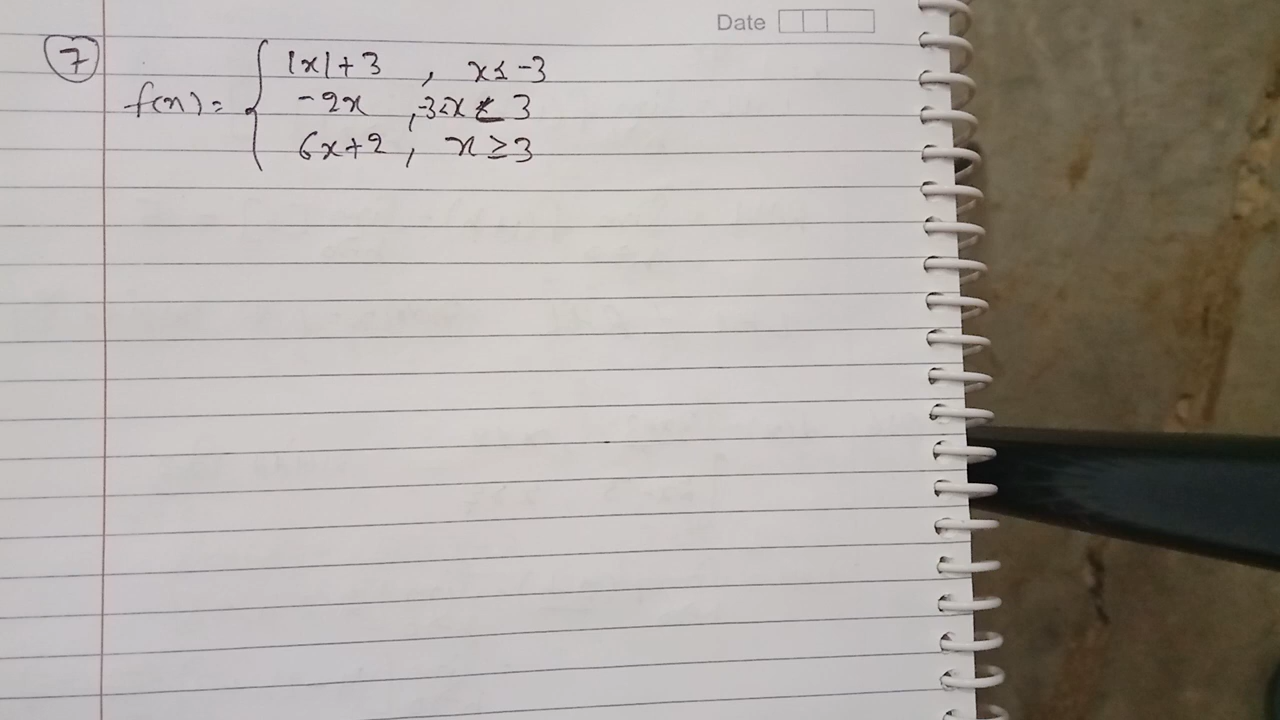 Date
7
|x|+3 , x≤ -3
f(x)= { -2x , -3<x< 3
6x+2 , x ≥ 3